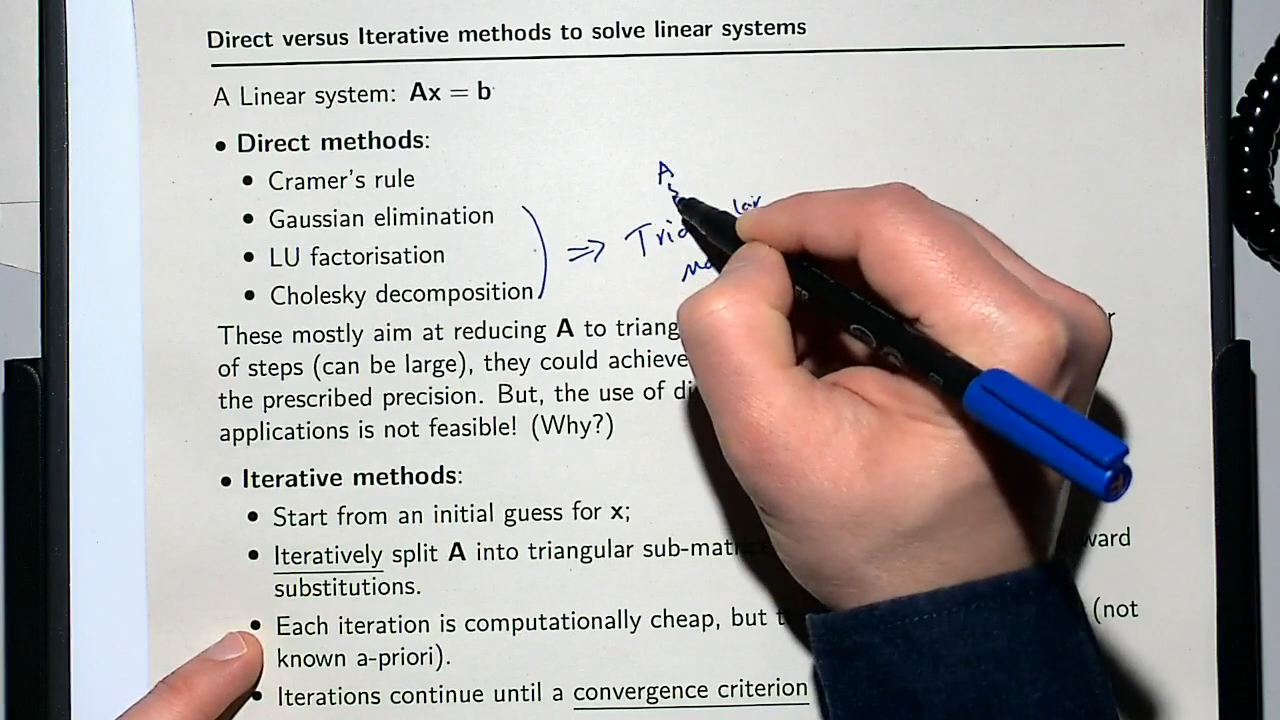 Direct versus Iterative methods to solve linear systems
A Linear system: Ax = b
• Direct methods:
• Cramer's rule
• Gaussian elimination
• LU factorisation
• Cholesky decomposition
A
These mostly aim at reducing A to triang
of steps (can be large), they could achieve
the prescribed precision. But, the use of di
applications is not feasible! (Why?)
• Iterative methods:
• Start from an initial guess for x;
• Iteratively split A into triangular sub-mat ward
substitutions.
• Each iteration is computationally cheap, but t (not
known a-priori).
• Iterations continue until a convergence criterion